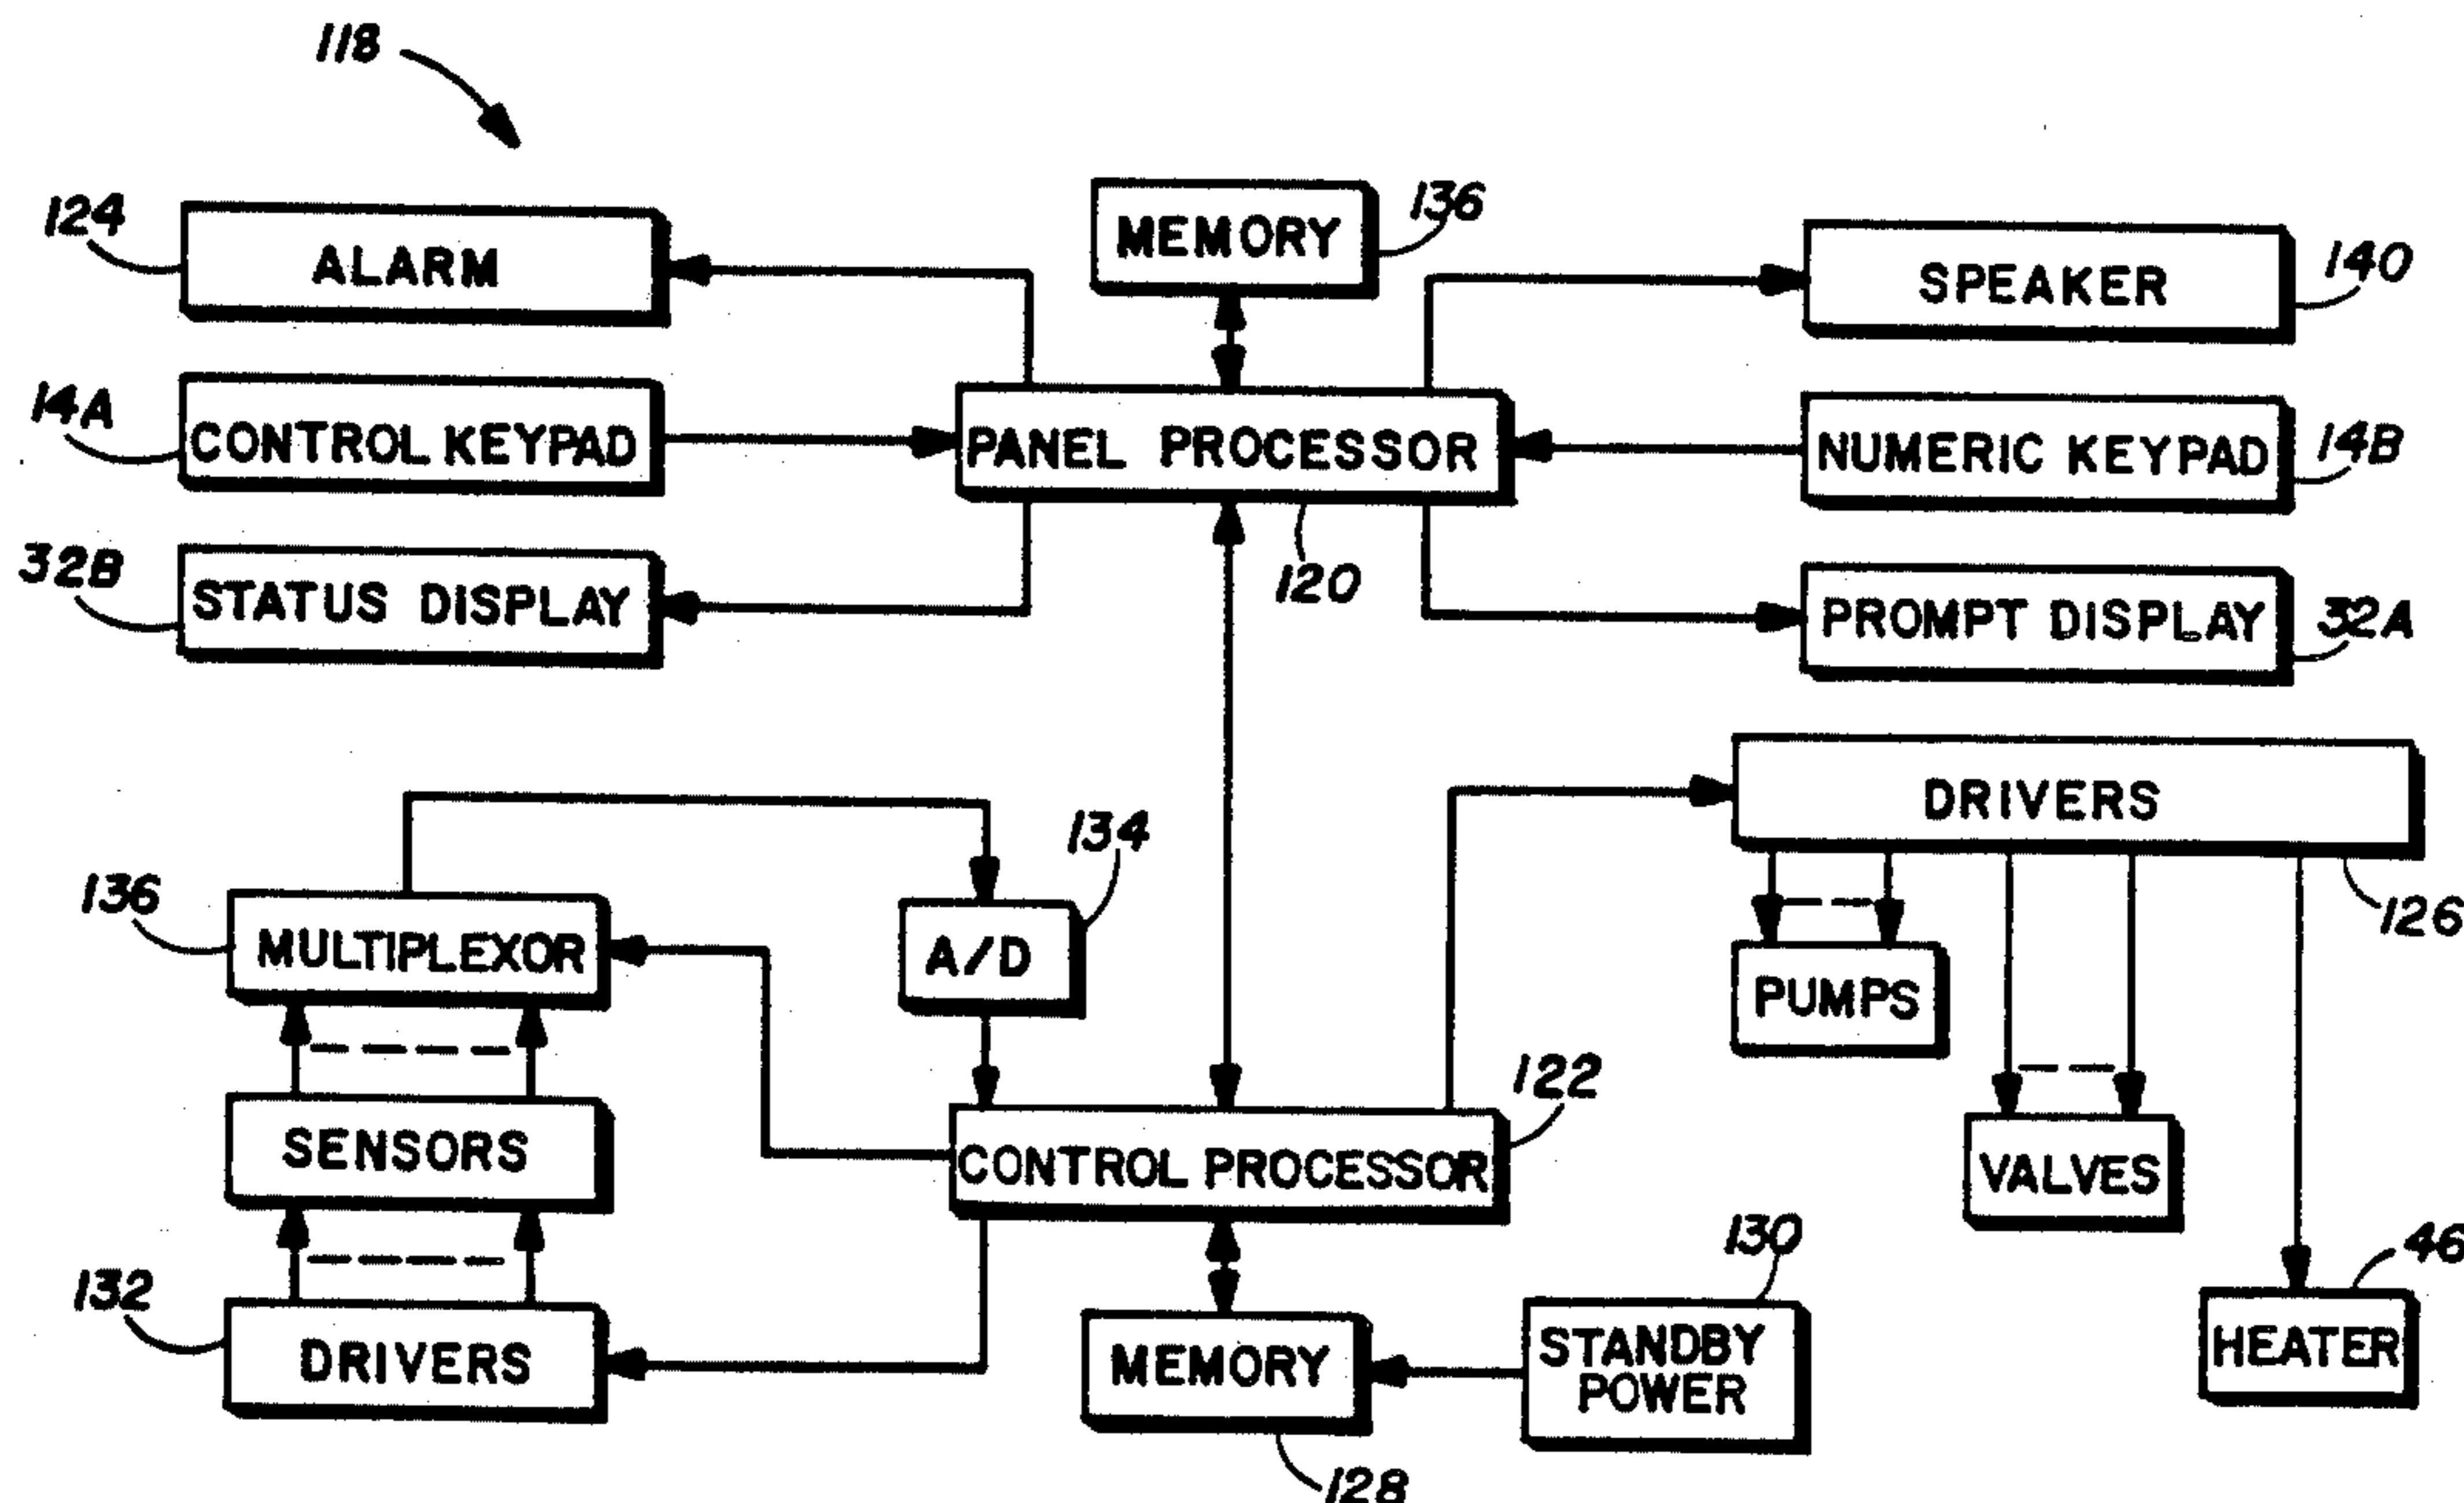 118
124
ALARM
MEMORY
136
SPEAKER
140
14A
CONTROL KEYPAD
PANEL PROCESSOR
NUMERIC KEYPAD
14B
32B
STATUS DISPLAY
120
PROMPT DISPLAY
32A
DRIVERS
126
134
136
MULTIPLEXOR
A/D
PUMPS
122
SENSORS
CONTROL PROCESSOR
VALVES
130
46
132
DRIVERS
MEMORY
STANDBY
POWER
HEATER
128